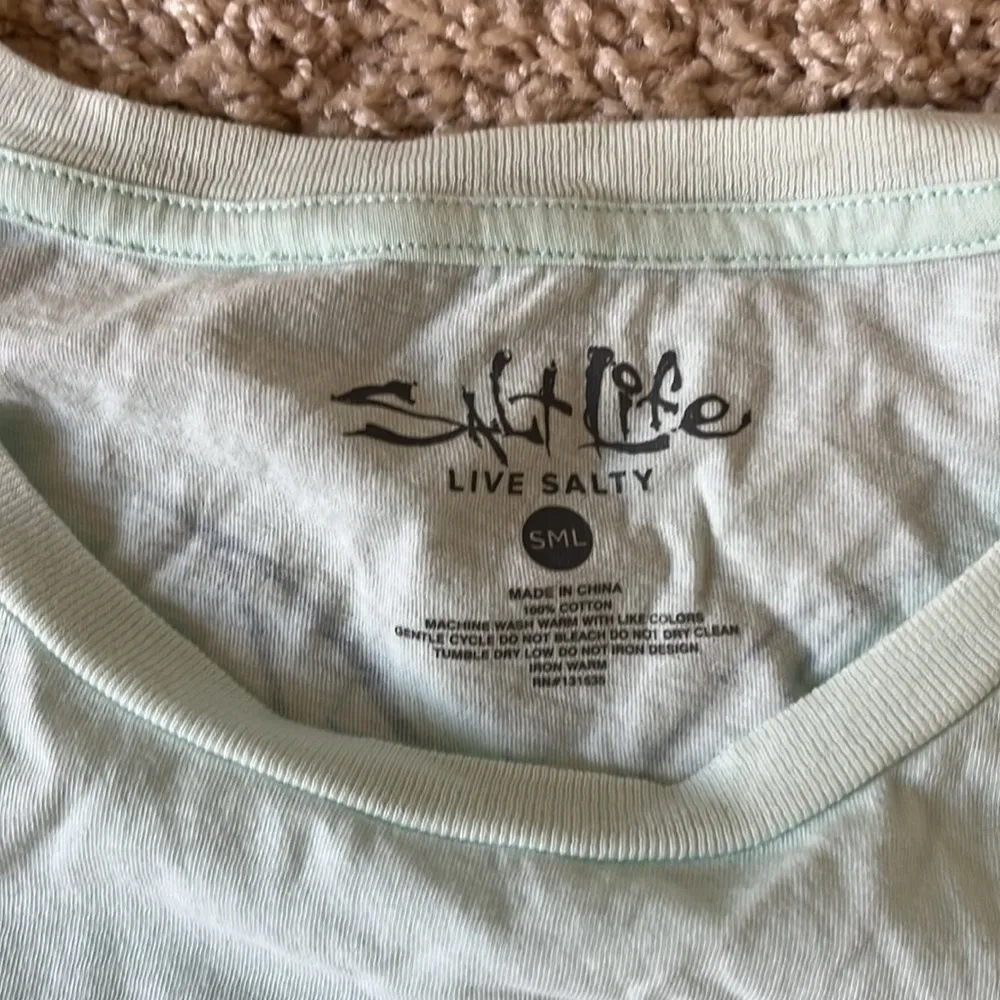 Salt Life
LIVE SALTY
SML
MADE IN CHINA
100% COTTON
MACHINE WASH WARM WITH LIKE COLORS
GENTLE CYCLE DO NOT BLEACH DO NOT DRY CLEAN
TUMBLE DRY LOW DO NOT IRON DESIGN
IRON WARM